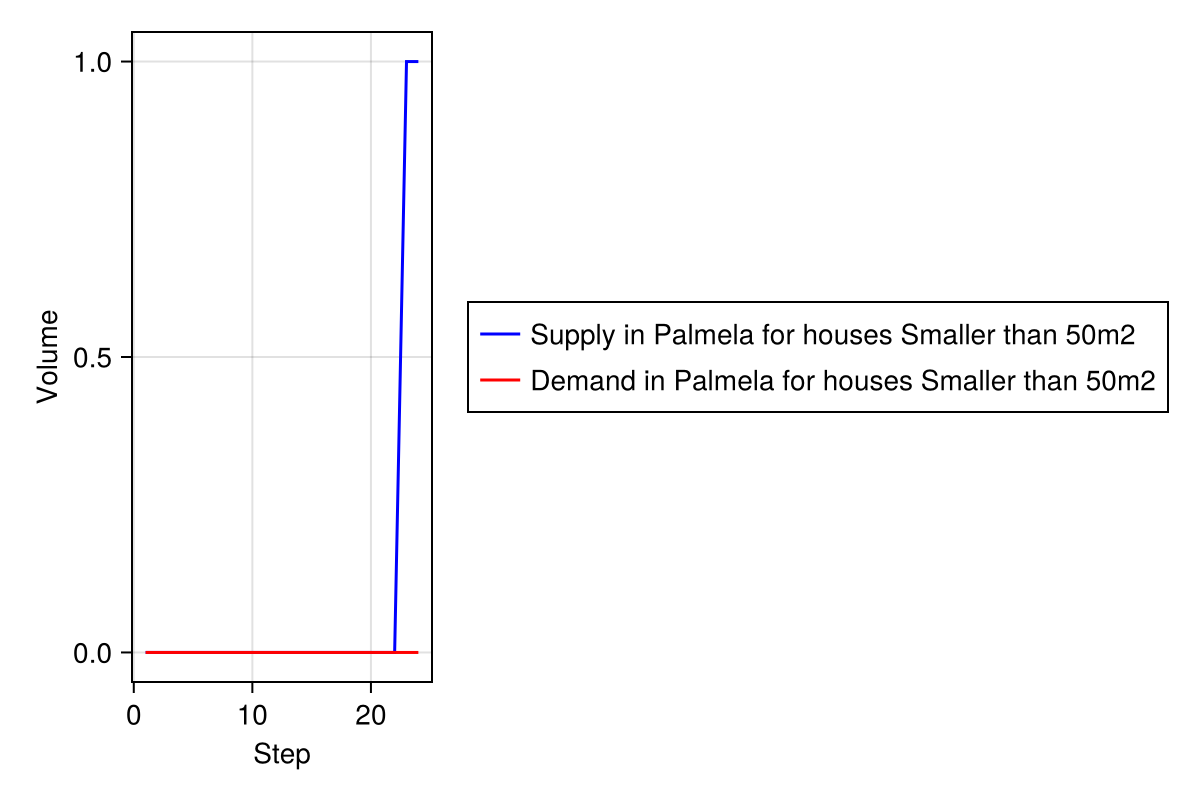 1.0
0.5
0.0
Volume
0
10
20
Step
Supply in Palmela for houses Smaller than 50m2
Demand in Palmela for houses Smaller than 50m2